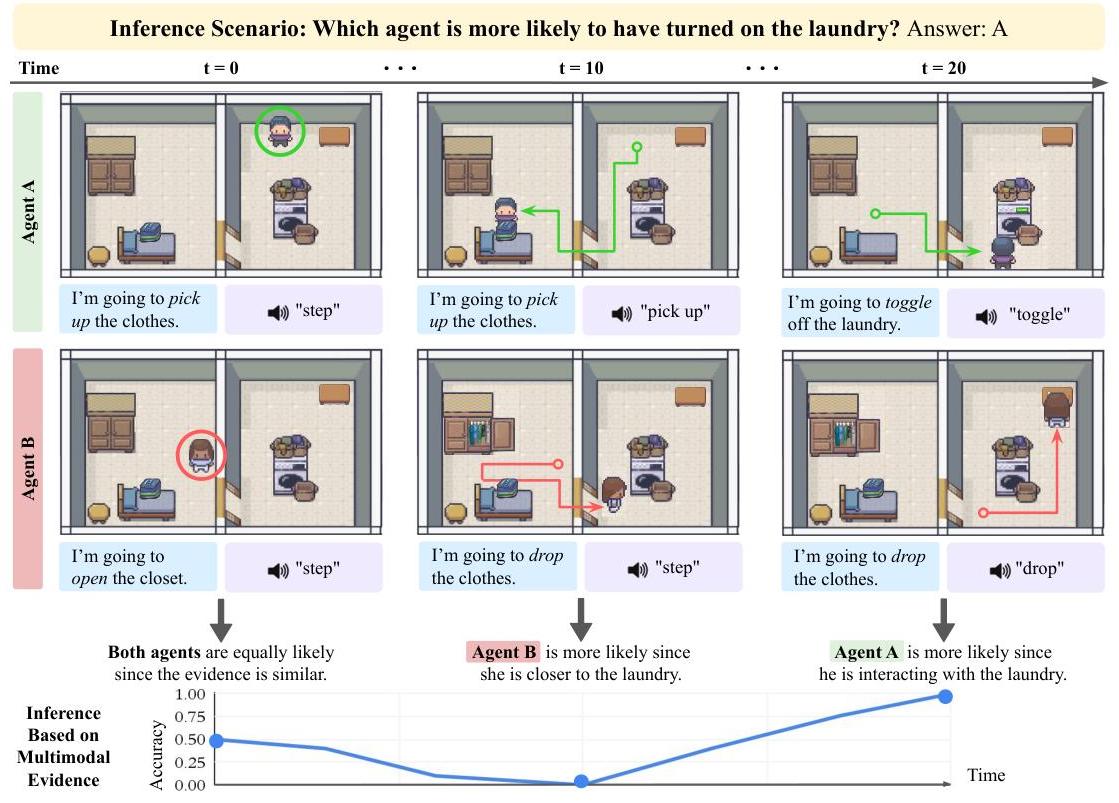 Inference Scenario: Which agent is more likely to have turned on the laundry? Answer: A
Time
t = 0
. . .
t = 10
. . .
t = 20
Agent A
I'm going to pick
up the clothes.
"step"
I'm going to pick
up the clothes.
"pick up"
I'm going to toggle
off the laundry.
"toggle"
Agent B
I'm going to
open the closet.
"step"
I'm going to drop
the clothes.
"step"
I'm going to drop
the clothes.
"drop"
Both agents are equally likely
since the evidence is similar.
Agent B is more likely since
she is closer to the laundry.
Agent A is more likely since
he is interacting with the laundry.
Inference
Based on
Multimodal
Evidence
Accuracy
1.00
0.75
0.50
0.25
0.00
Time